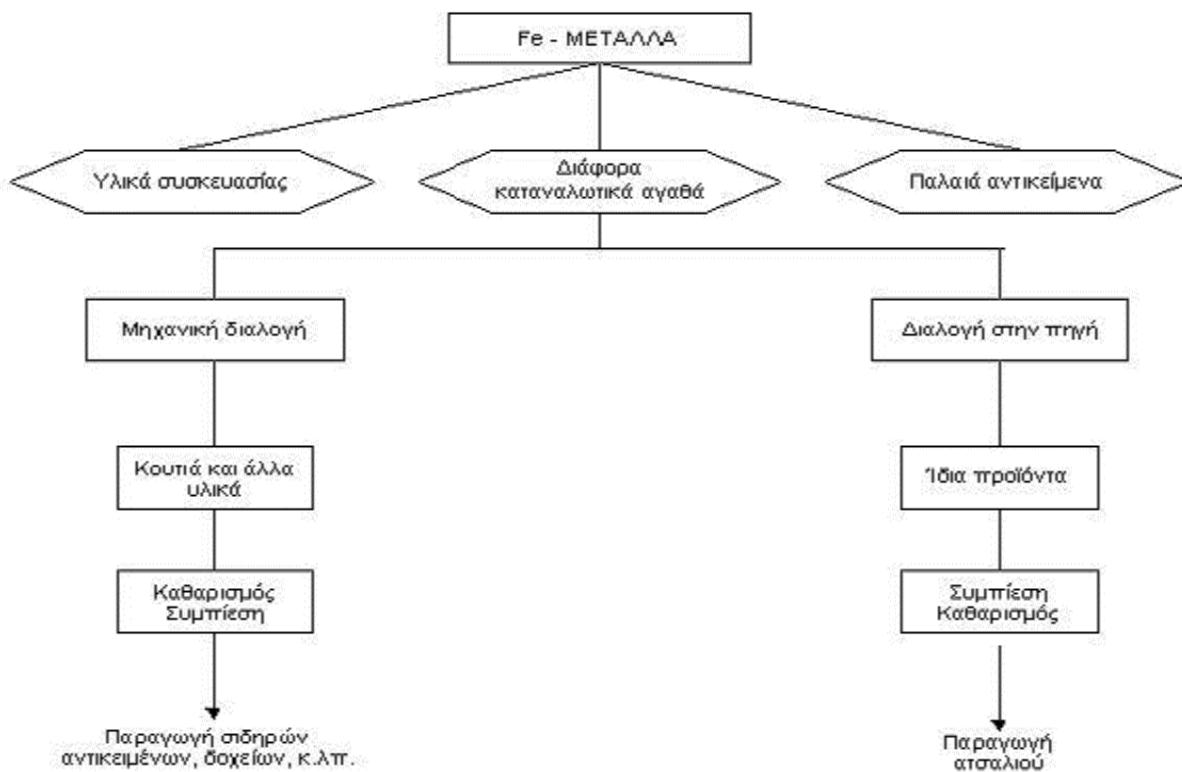 Fe - ΜΕΤΑΛΛΑ
Υλικά συσκευασίας
Διάφορα
καταναλωτικά αγαθά
Παλαιά αντικείμενα
Μηχανική διαλογή
Διαλογή στην πηγή
Κουτιά και άλλα
υλικά
Ίδια προϊόντα
Καθαρισμός
Συμπίεση
Συμπίεση
Καθαρισμός
Παραγωγή σιδηρών
αντικειμένων, δοχείων, κ.λπ.
Παραγωγή
ατσαλιού